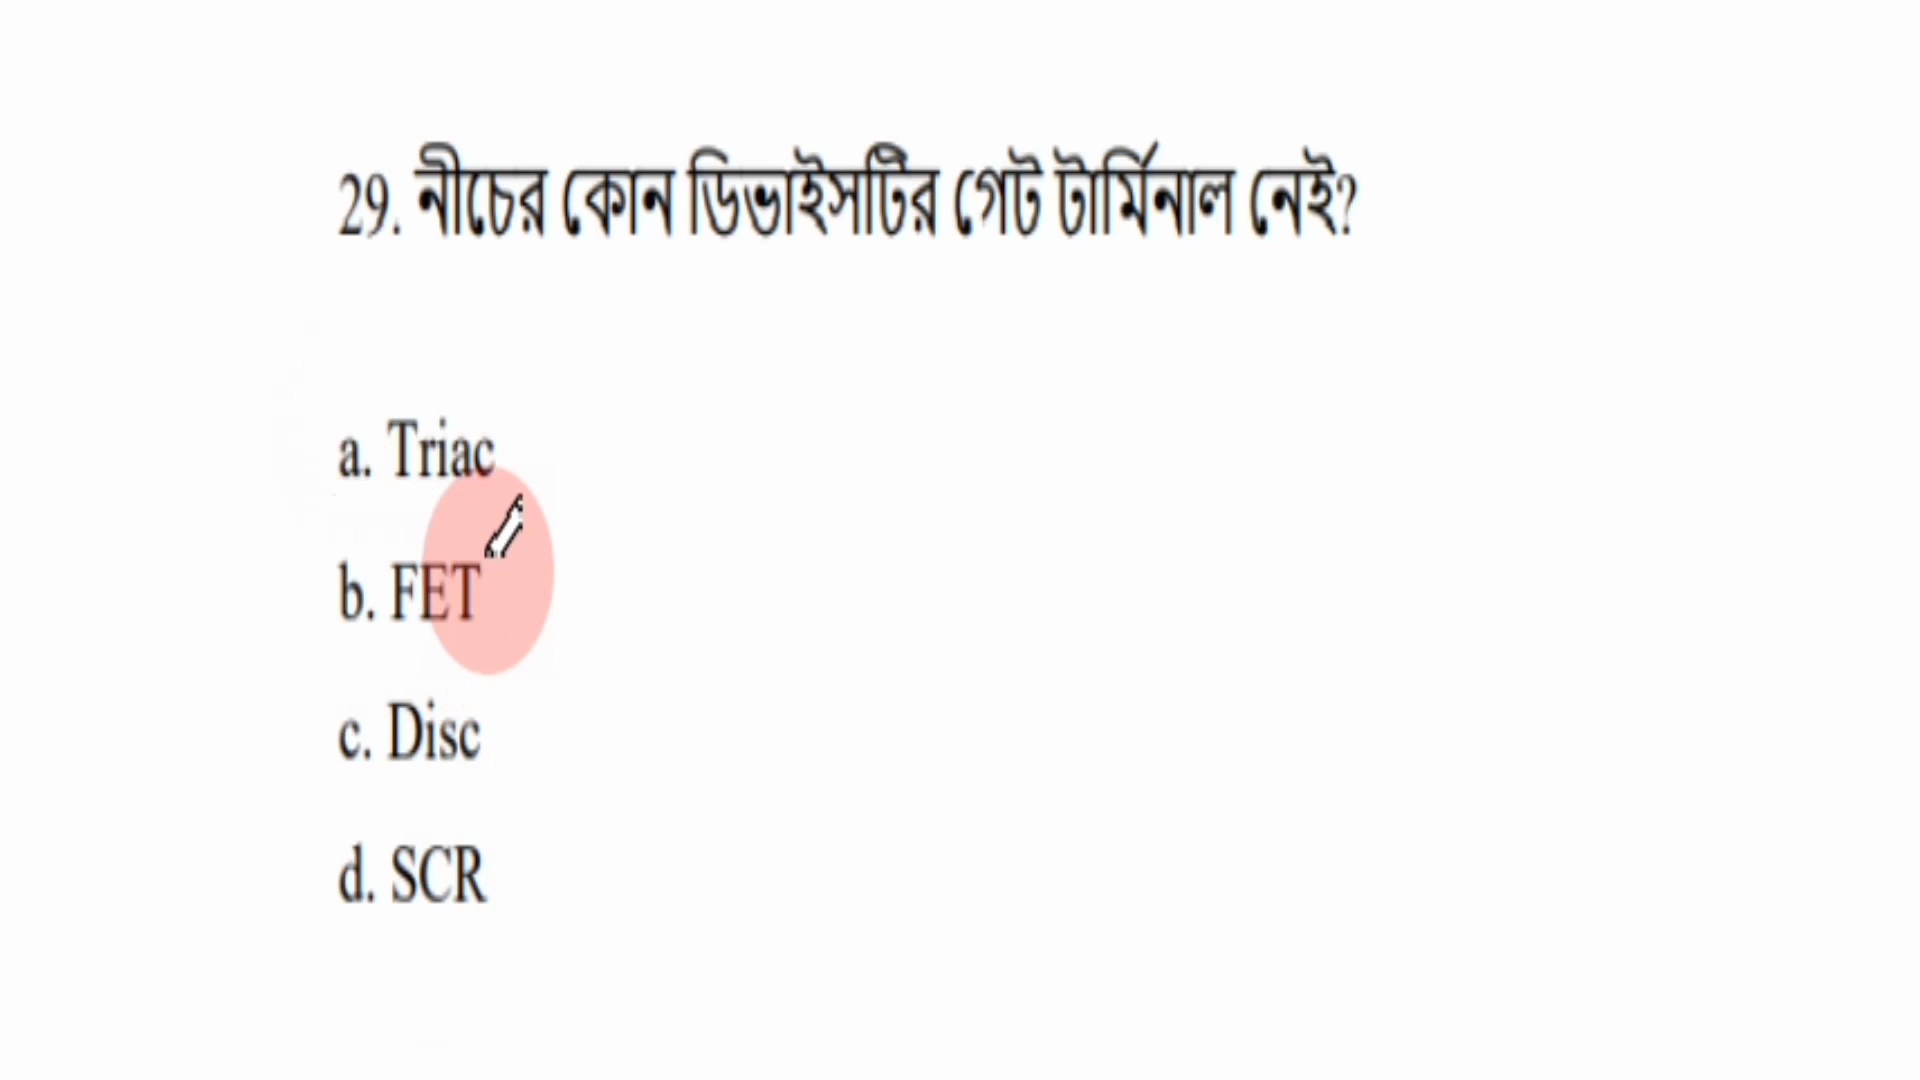 29. নীচের কোন ডিভাইসটির গেট টার্মিনাল নেই?
a. Triac
b. FET
c. Disc
d. SCR